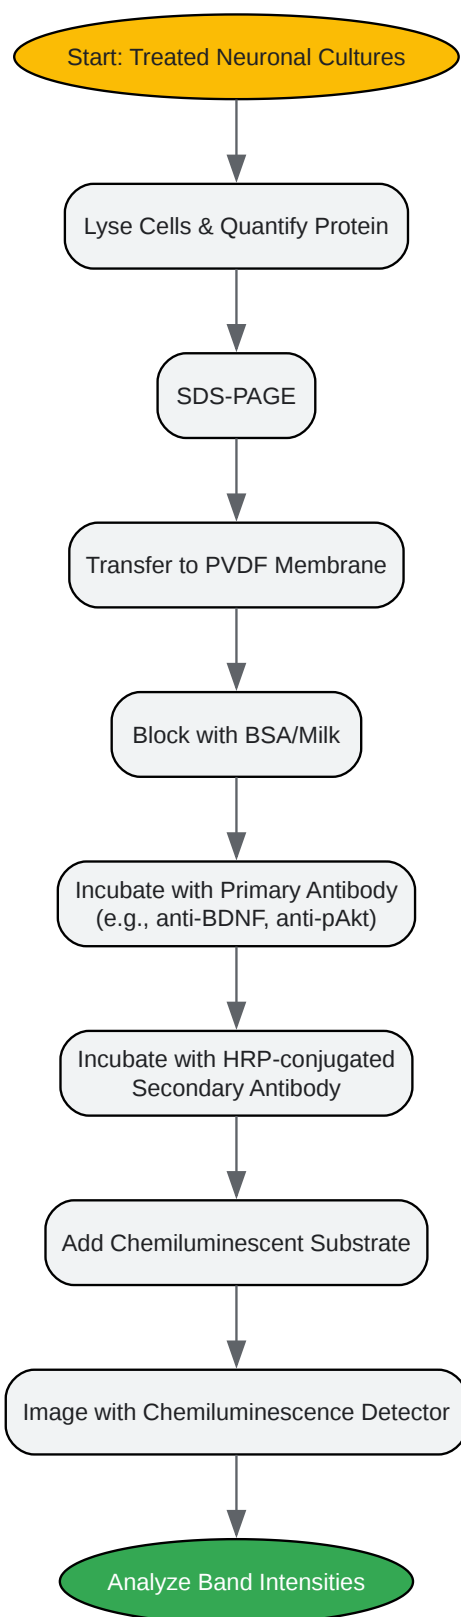 Start: Treated Neuronal Cultures
Lyse Cells & Quantify Protein
SDS-PAGE
Transfer to PVDF Membrane
Block with BSA/Milk
Incubate with Primary Antibody
(e.g., anti-BDNF, anti-pAkt)
Incubate with HRP-conjugated
Secondary Antibody
Add Chemiluminescent Substrate
Image with Chemiluminescence Detector
Analyze Band Intensities